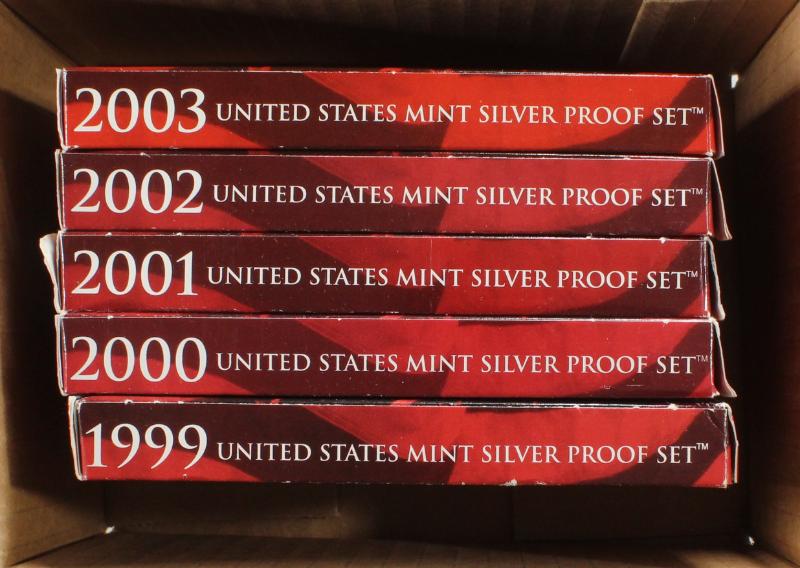 2003 UNITED STATES MINT SILVER PROOF SET™
2002 UNITED STATES MINT SILVER PROOF SET™
2001 UNITED STATES MINT SILVER PROOF SET™
2000 UNITED STATES MINT SILVER PROOF SET™
1999 UNITED STATES MINT SILVER PROOF SET™